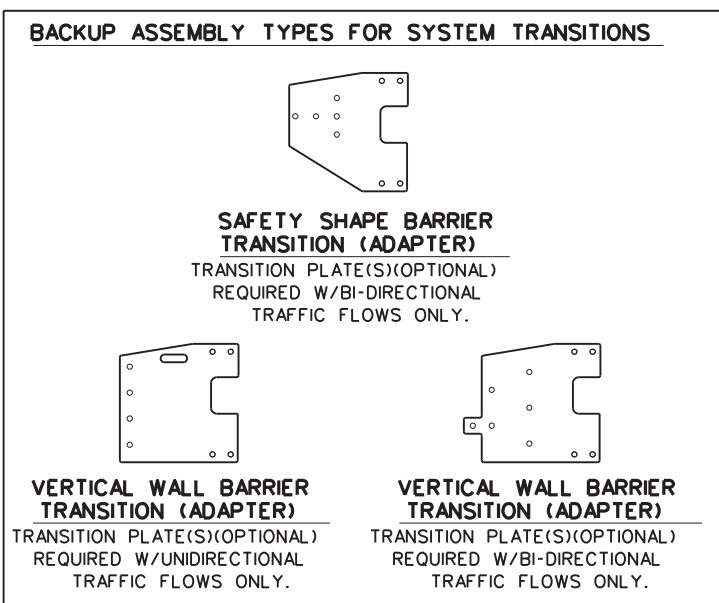 BACKUP ASSEMBLY TYPES FOR SYSTEM TRANSITIONS
SAFETY SHAPE BARRIER
TRANSITION (ADAPTER)
TRANSITION PLATE(S)(OPTIONAL)
REQUIRED W/BI-DIRECTIONAL
TRAFFIC FLOWS ONLY.
VERTICAL WALL BARRIER
TRANSITION (ADAPTER)
TRANSITION PLATE(S)(OPTIONAL)
REQUIRED W/UNIDIRECTIONAL
TRAFFIC FLOWS ONLY.
VERTICAL WALL BARRIER
TRANSITION (ADAPTER)
TRANSITION PLATE(S)(OPTIONAL)
REQUIRED W/BI-DIRECTIONAL
TRAFFIC FLOWS ONLY.